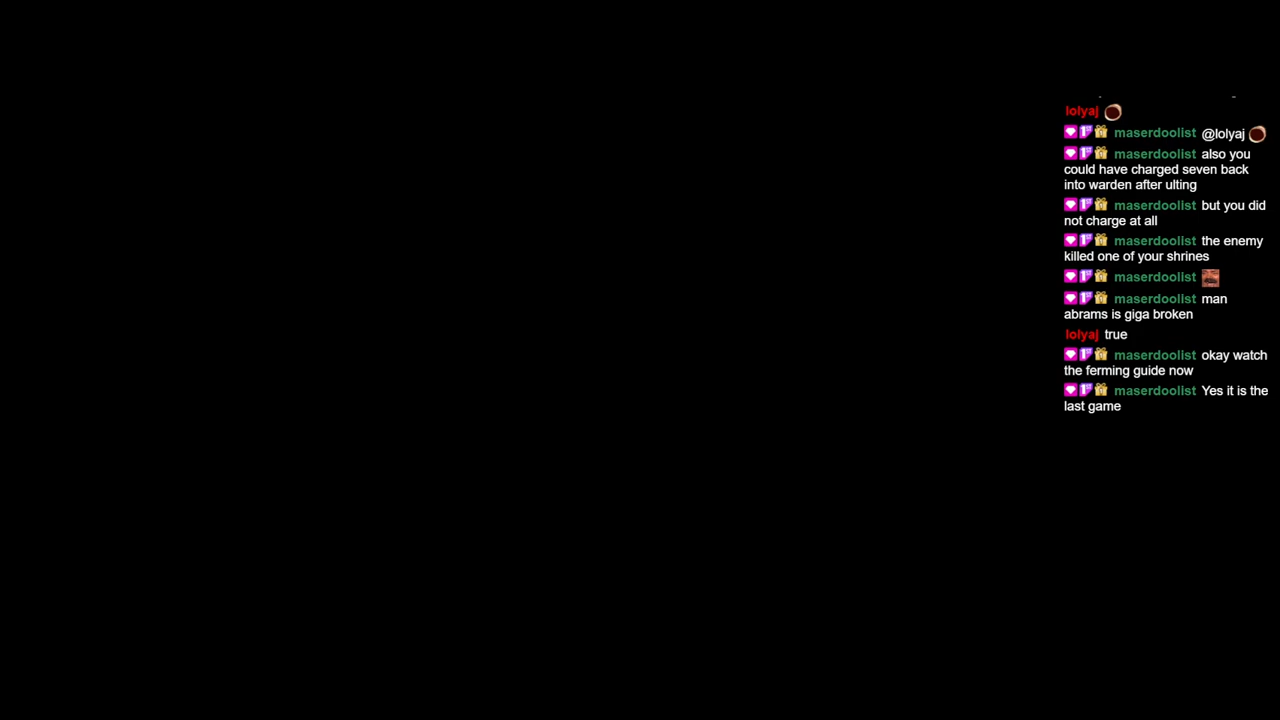 lolyaj
maserdoolist @lolyaj
maserdoolist also you
could have charged seven back
into warden after ulting
maserdoolist but you did
not charge at all
maserdoolist the enemy
killed one of your shrines
maserdoolist
maserdoolist man
abrams is giga broken
lolyaj true
maserdoolist okay watch
the ferming guide now
maserdoolist Yes it is the
last game